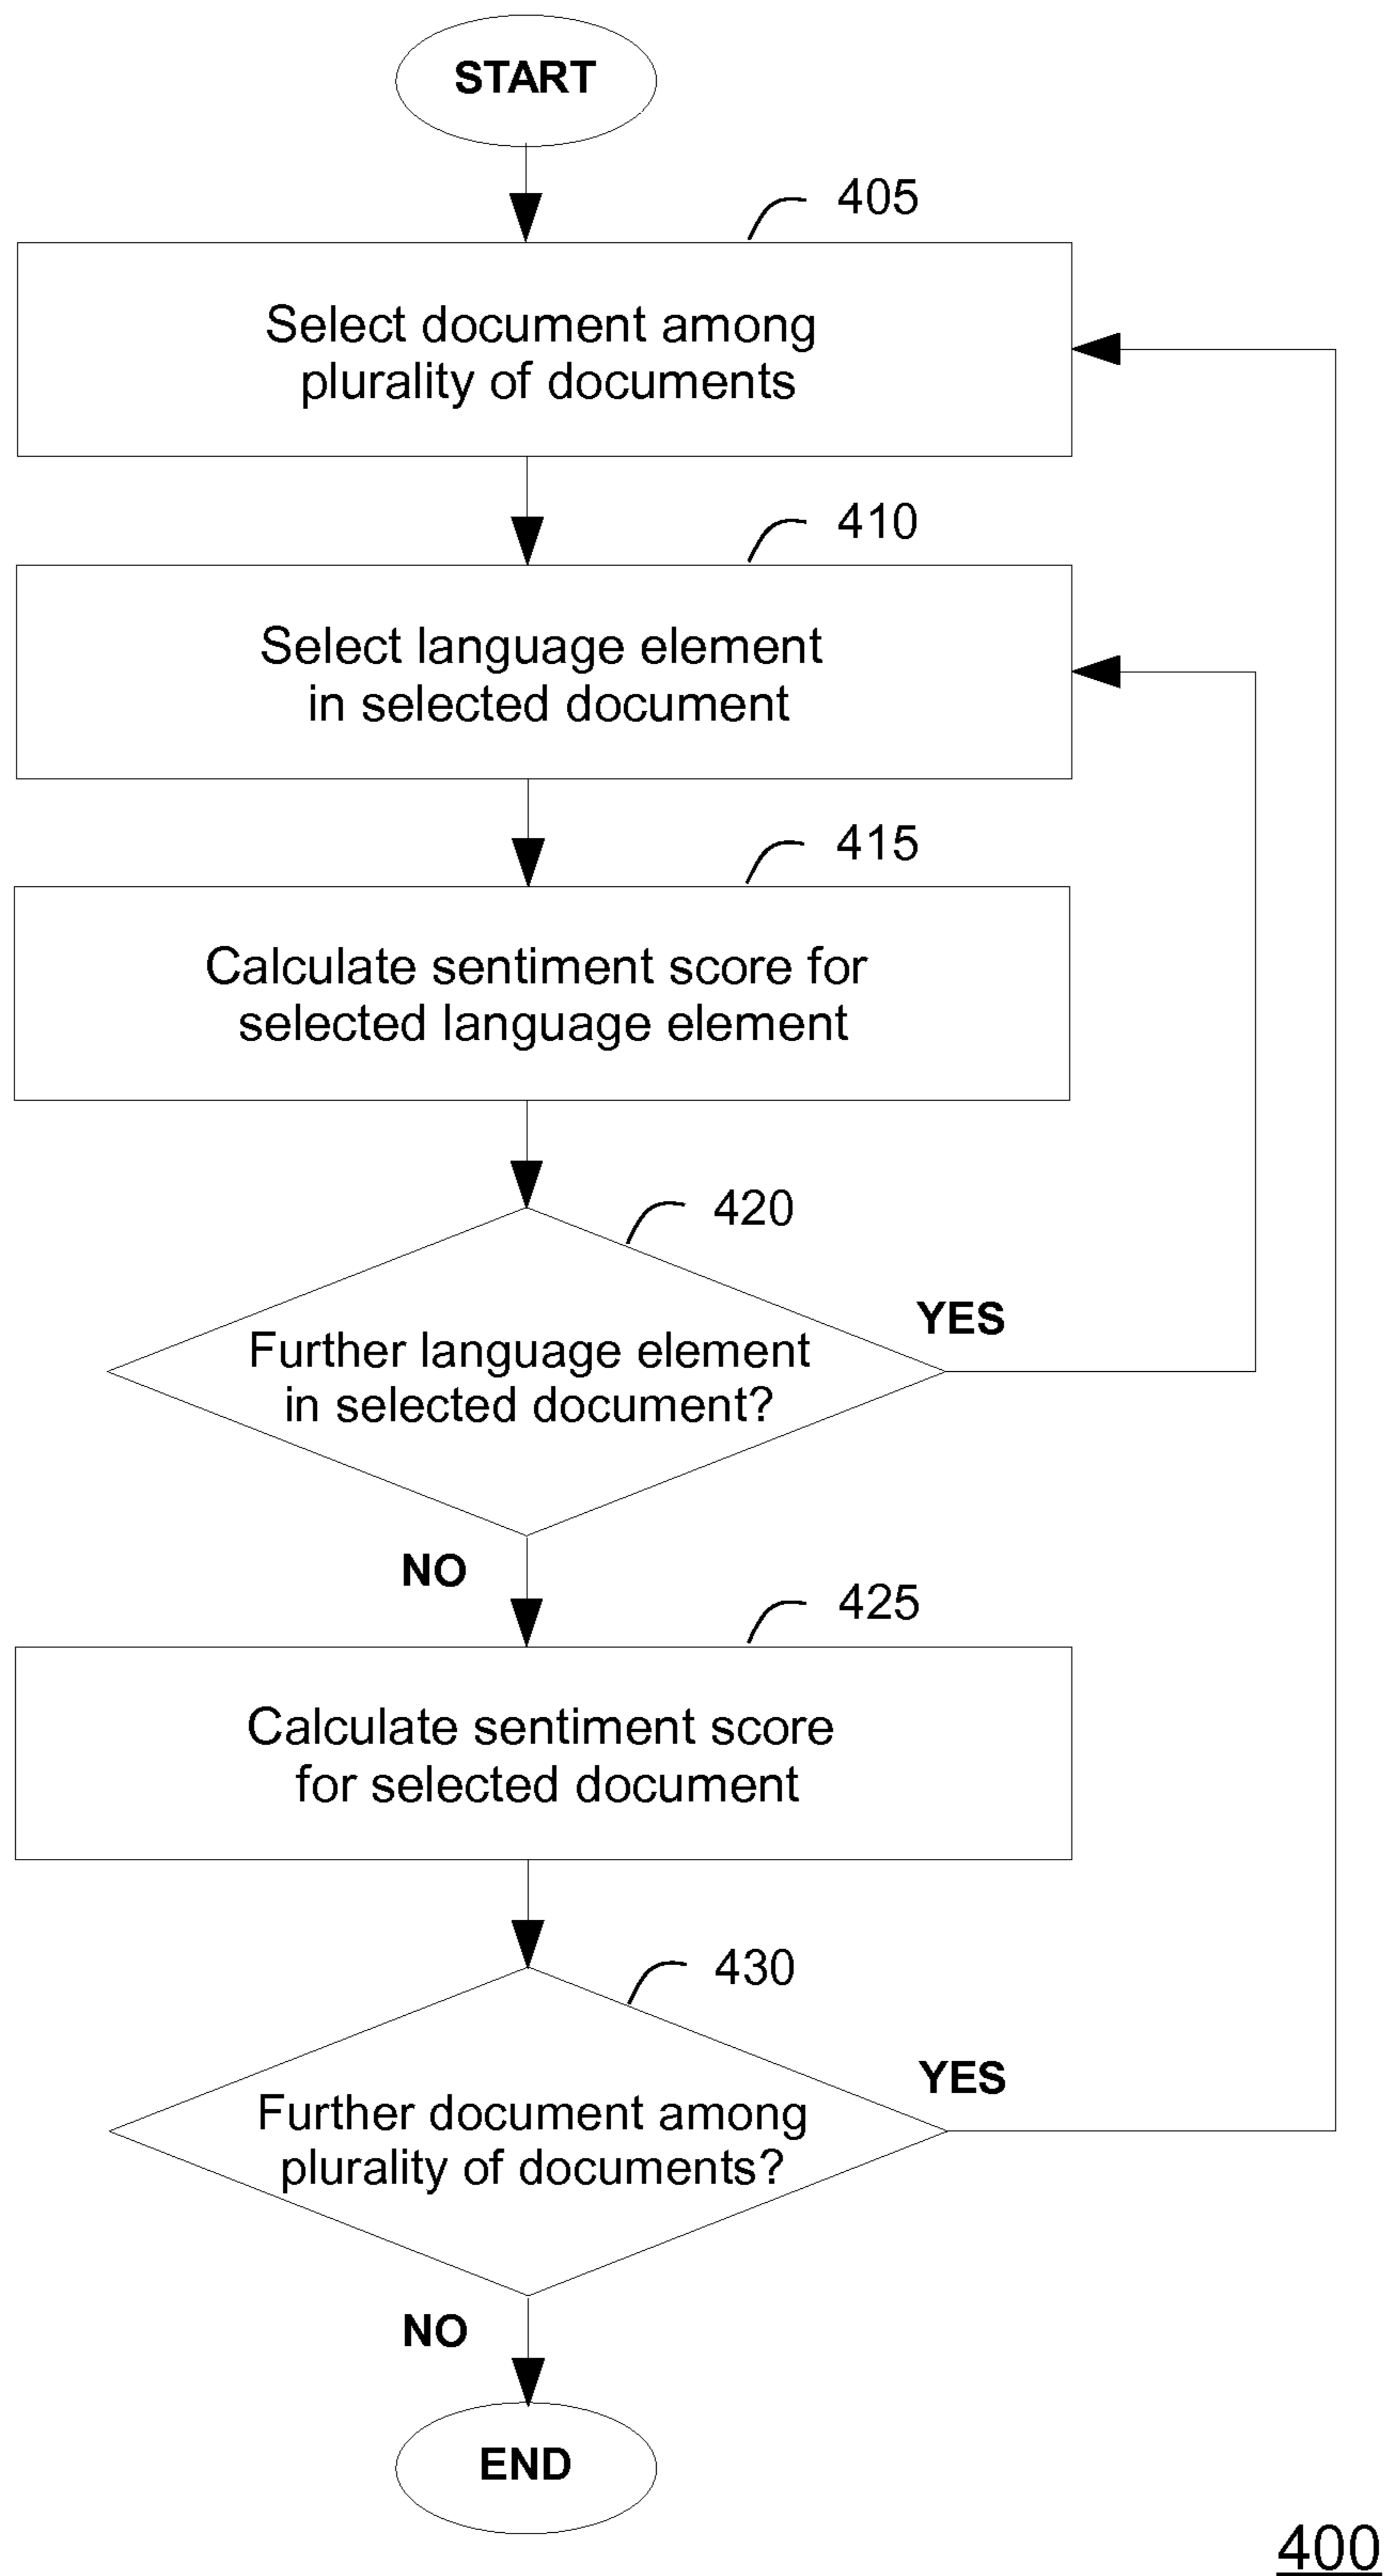 START
405
Select document among
plurality of documents
410
Select language element
in selected document
415
Calculate sentiment score for
selected language element
420
YES
Further language element
in selected document?
NO
425
Calculate sentiment score
for selected document
430
YES
Further document among
plurality of documents?
NO
END
400